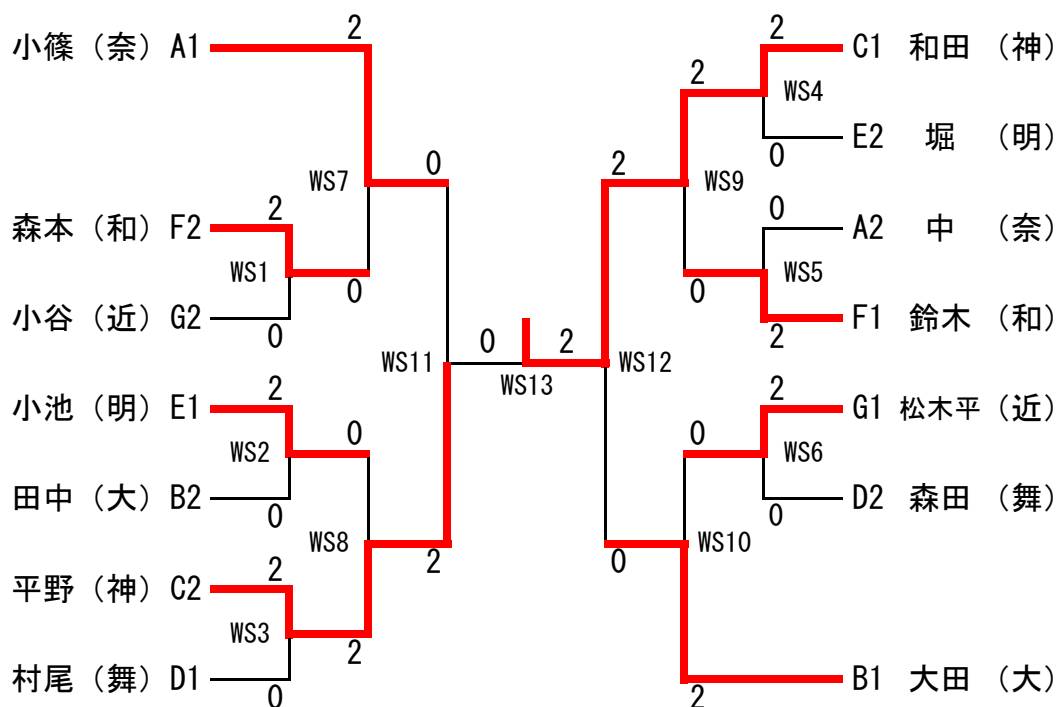 2
小篠（奈）A1
WS7
0
森本（和）F2
2
WS1
0
小谷（近）G2
0
WS11
0
WS13
2
小池（明）E1
2
0
WS2
田中（大）B2
0
WS8
2
平野（神）C2
2
WS3
2
村尾（舞）D1
0
2
C1 和田（神）
2
WS4
E2 堀（明）
0
2
WS9
0
A2 中（奈）
WS5
0
F1 鈴木（和）
2
WS12
2
G1 松木平（近）
0
WS6
D2 森田（舞）
0
WS10
0
B1 大田（大）
2